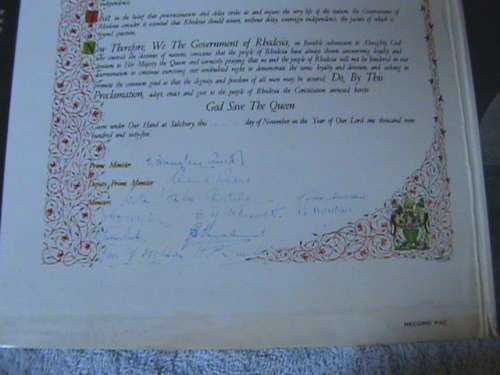 independence.
That in the belief that procrastination and delay strike at and injure the very life of the nation, the Government of
Rhodesia consider it essential that Rhodesia should attain, without delay, sovereign independence, the justice of which is
beyond question;
Now Therefore, We The Government of Rhodesia, in humble submission to Almighty God
who controls the destinies of nations, conscious that the people of Rhodesia have always shown unswerving loyalty and
devotion to Her Majesty the Queen and earnestly praying that we and the people of Rhodesia will not be hindered in our
determination to continue exercising our undoubted right to demonstrate the same loyalty and devotion, and seeking to
promote the common good so that the dignity and freedom of all men may be assured, Do, By This
Proclamation, adopt, enact and give to the people of Rhodesia the Constitution annexed hereto
God Save The Queen
Given under Our Hand at Salisbury, this day of November in the Year of Our Lord one thousand nine
hundred and sixty-five
Prime Minister
Deputy Prime Minister
Ministers
RECORD PAC